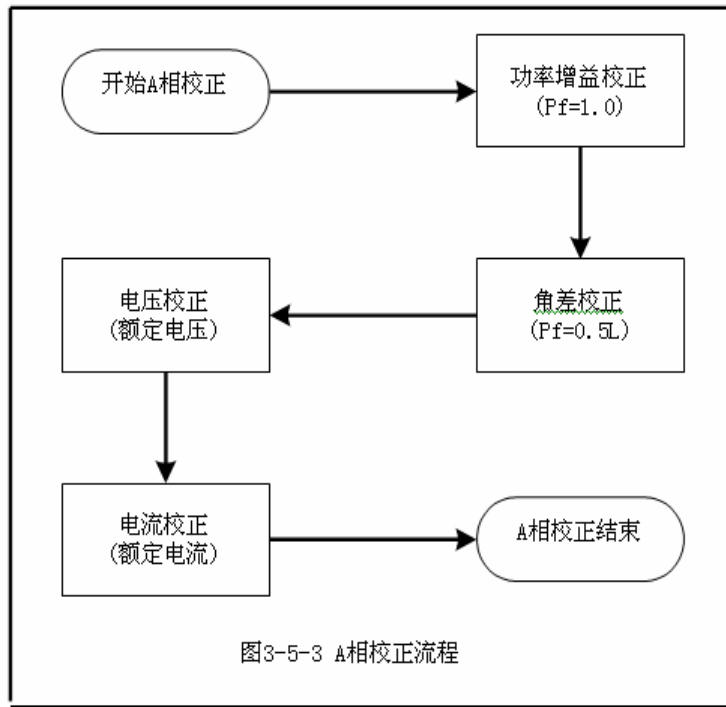 开始A相校正
功率增益校正
(Pf=1.0)
角差校正
(Pf=0.5L)
电压校正
(额定电压)
电流校正
(额定电流)
A相校正结束
图3-5-3 A相校正流程